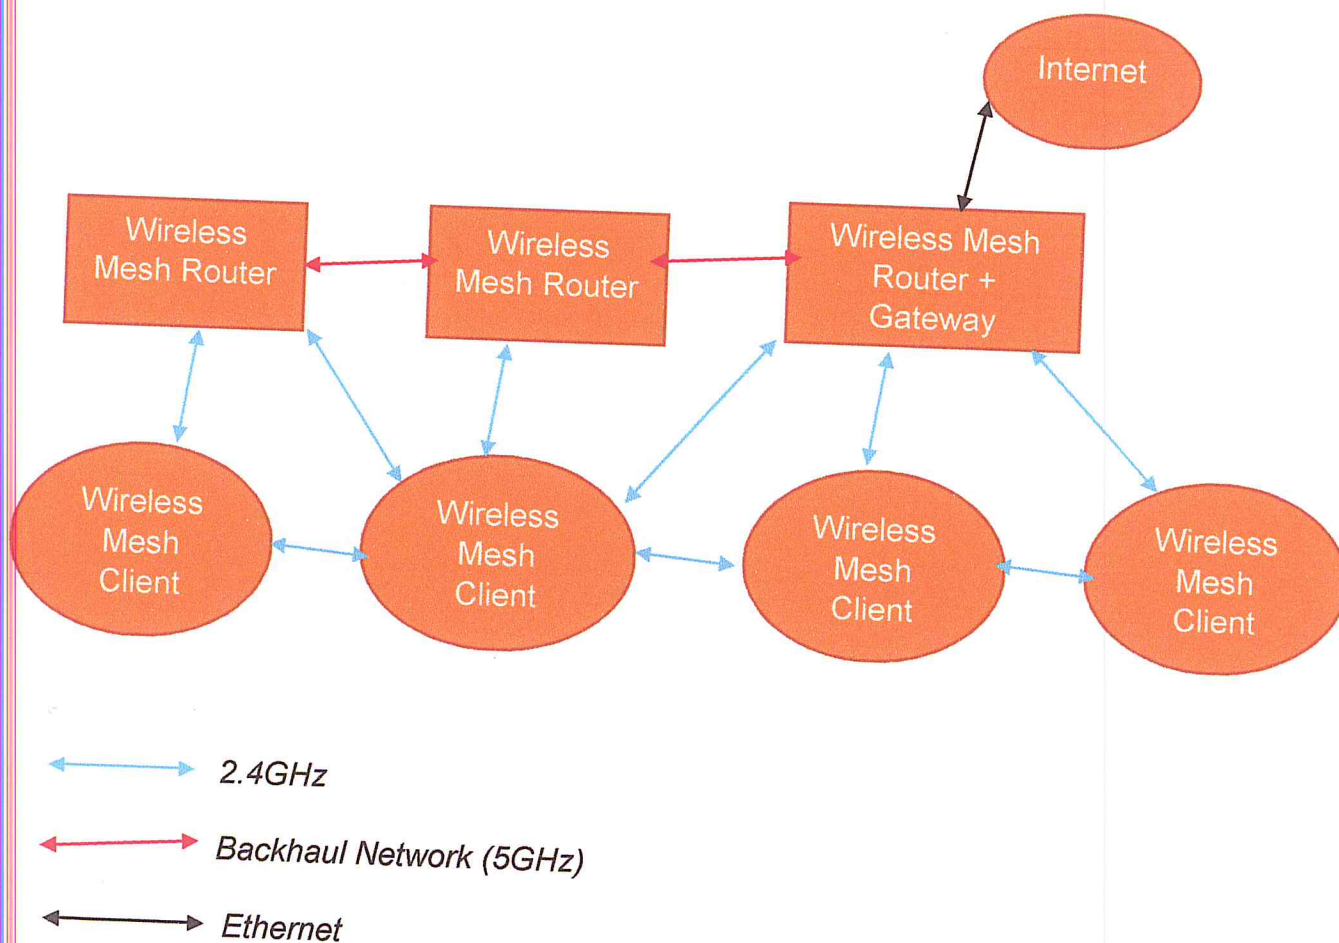 Internet
Wireless
Mesh Router
Wireless
Mesh Router
Wireless Mesh
Router +
Gateway
Wireless
Mesh
Client
Wireless
Mesh
Client
Wireless
Mesh
Client
Wireless
Mesh
Client
2.4GHz
Backhaul Network (5GHz)
Ethernet